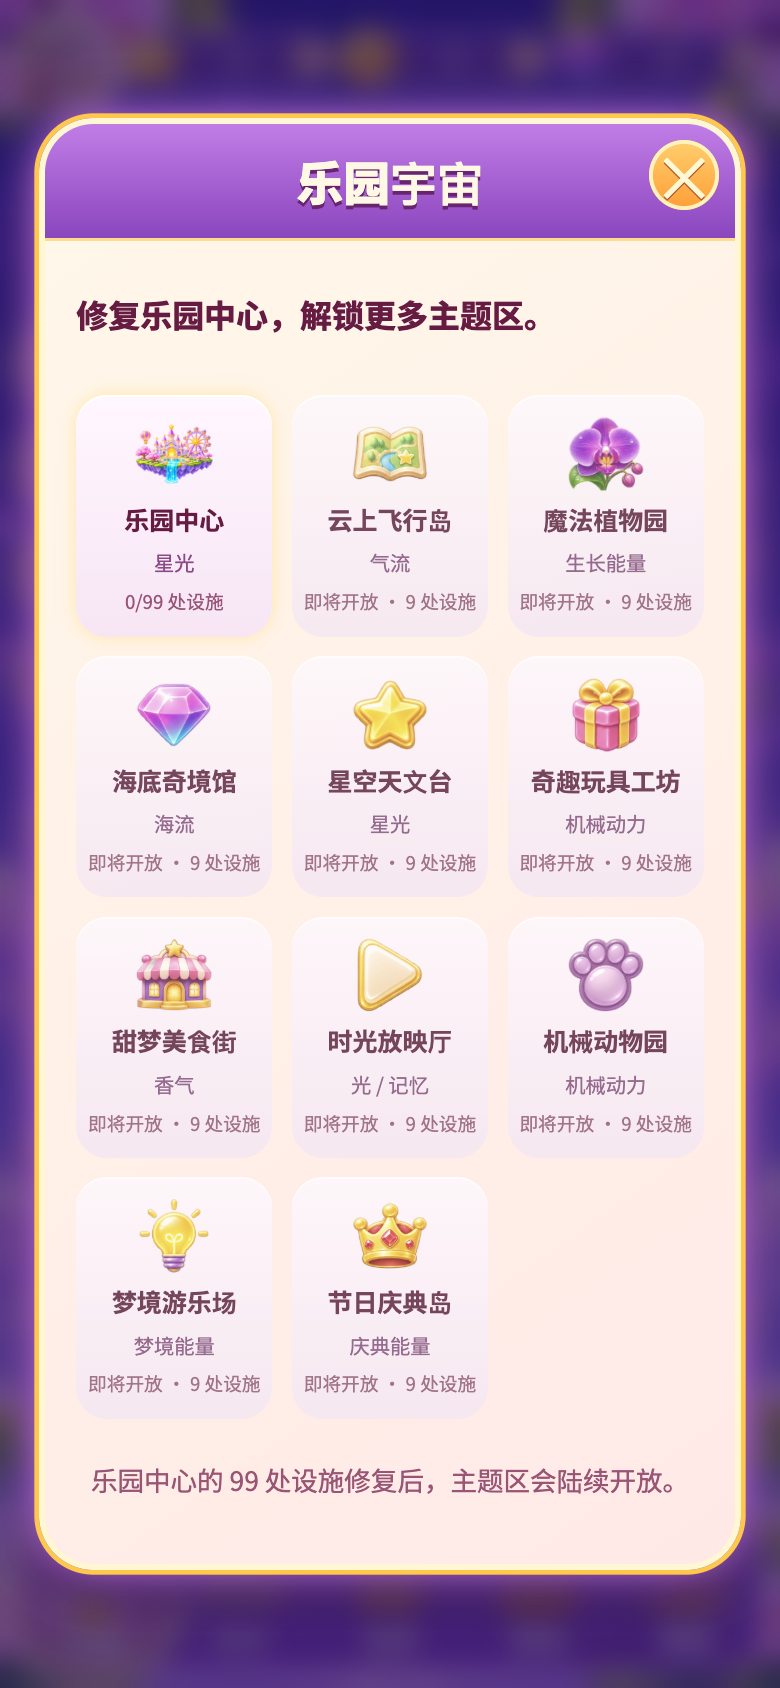 乐园宇宙
修复乐园中心，解锁更多主题区。
乐园中心
星光
0/99 处设施
云上飞行岛
气流
即将开放 · 9 处设施
魔法植物园
生长能量
即将开放 · 9 处设施
海底奇境馆
海流
即将开放 · 9 处设施
星空天文台
星光
即将开放 · 9 处设施
奇趣玩具工坊
机械动力
即将开放 · 9 处设施
甜梦美食街
香气
即将开放 · 9 处设施
时光放映厅
光 / 记忆
即将开放 · 9 处设施
机械动物园
机械动力
即将开放 · 9 处设施
梦境游乐场
梦境能量
即将开放 · 9 处设施
节日庆典岛
庆典能量
即将开放 · 9 处设施
乐园中心的 99 处设施修复后，主题区会陆续开放。